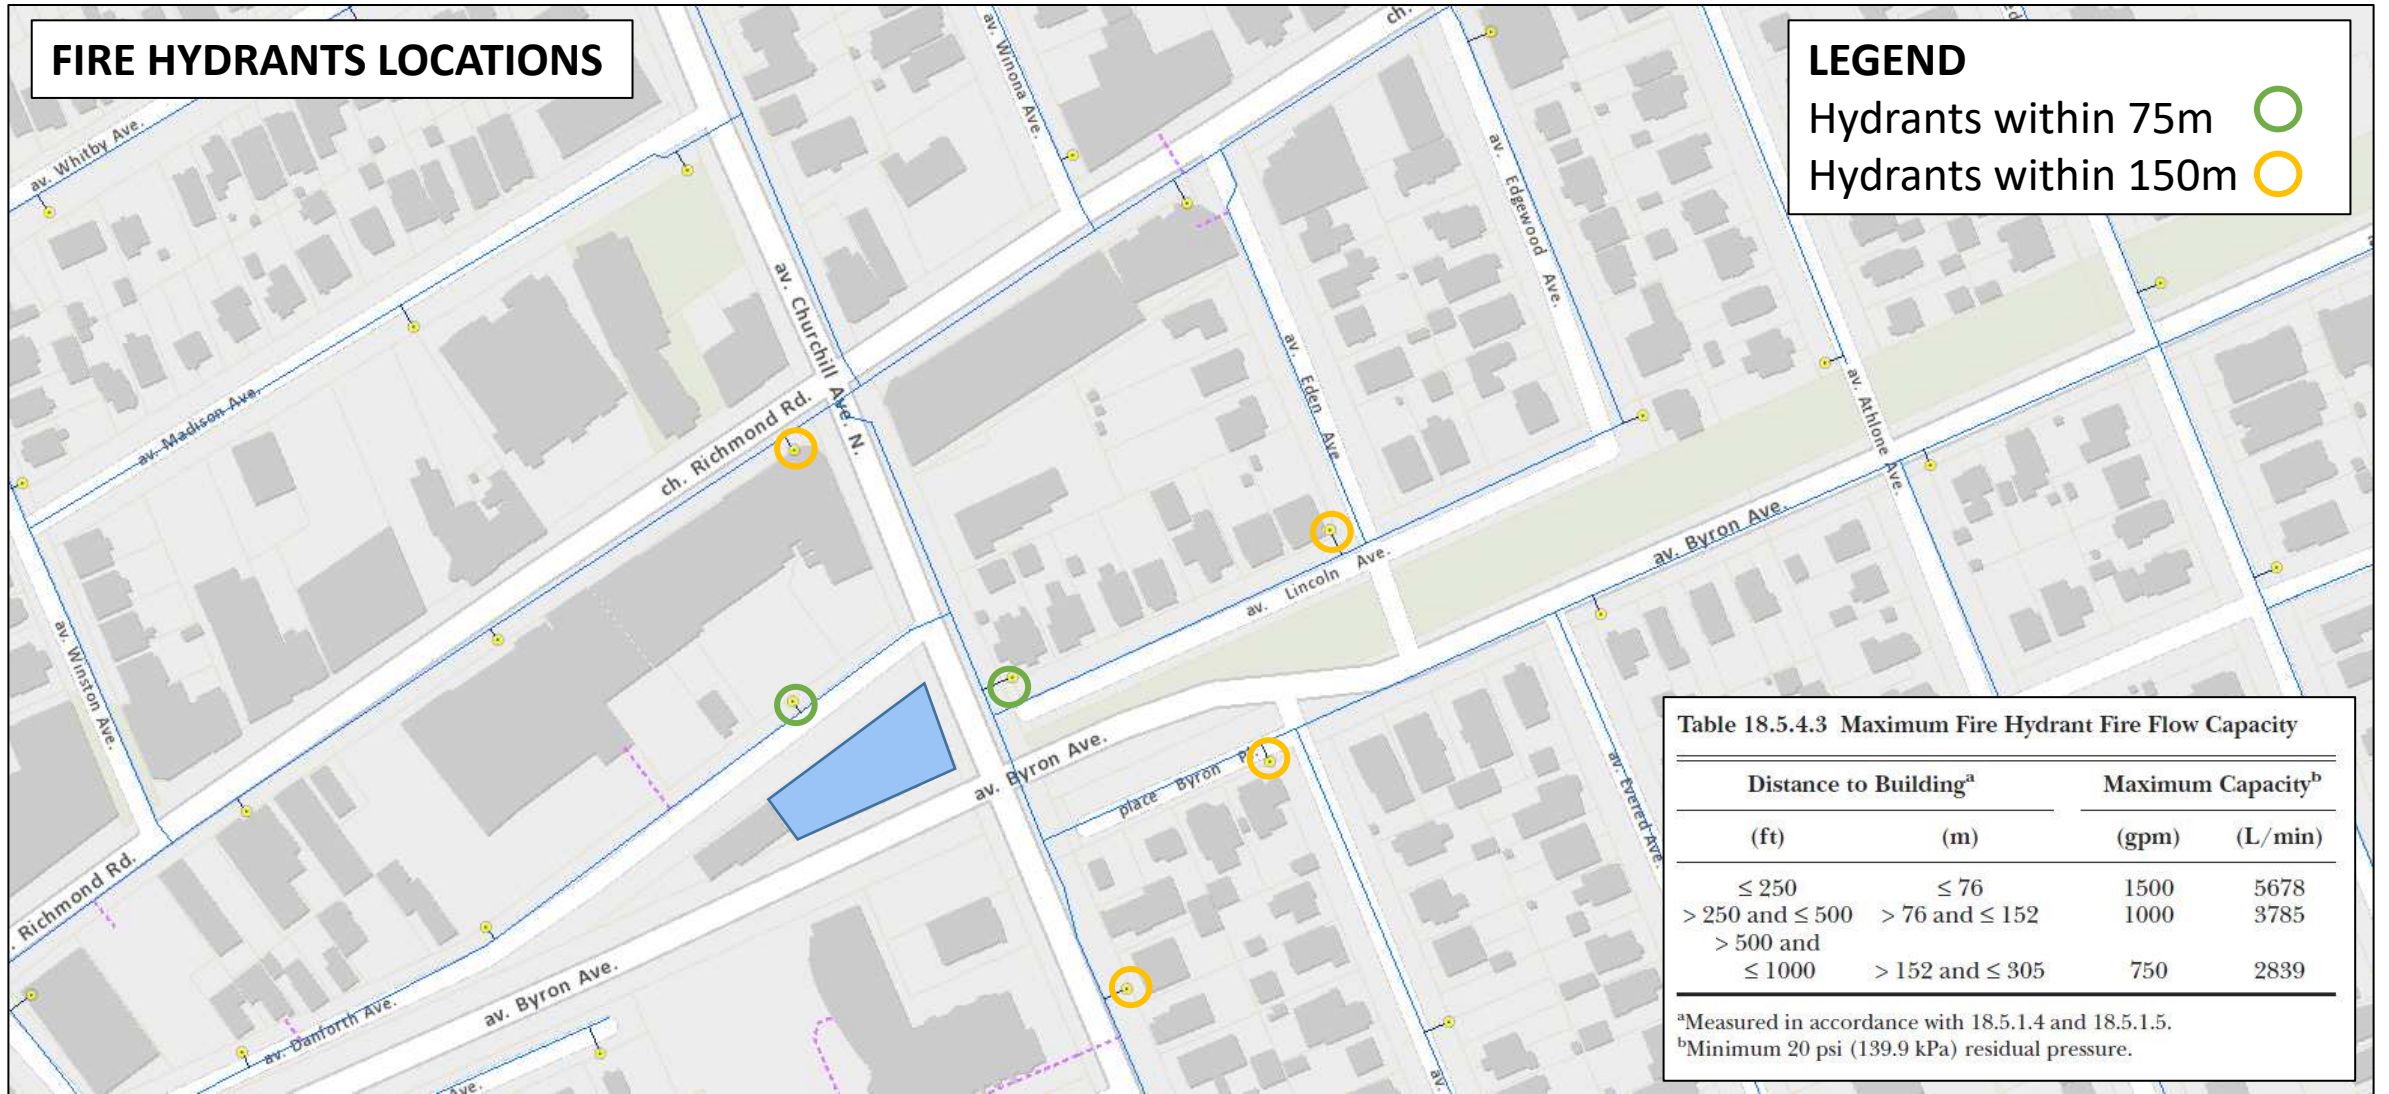 FIRE HYDRANTS LOCATIONS
LEGEND
Hydrants within 75m
Hydrants within 150m
av. Whitby Ave.
av. Winona Ave.
ch.
av. Edgewood Ave.
av. Churchill Ave. N.
av. Madison Ave.
ch. Richmond Rd.
av. Eden Ave
av. Athlone Ave.
av. Byron Ave.
av. Lincoln Ave.
av. Winston Ave.
av. Byron Ave.
place Byron Pl.
av. Evered Ave.
. Richmond Rd.
av. Byron Ave.
av. Danforth Ave.
Ave.
av.
Table 18.5.4.3 Maximum Fire Hydrant Fire Flow Capacity
Distance to Buildingᵃ Maximum Capacityᵇ
(ft) (m) (gpm) (L/min)
≤ 250 ≤ 76 1500 5678
> 250 and ≤ 500 > 76 and ≤ 152 1000 3785
> 500 and
≤ 1000 > 152 and ≤ 305 750 2839
ᵃMeasured in accordance with 18.5.1.4 and 18.5.1.5.
ᵇMinimum 20 psi (139.9 kPa) residual pressure.